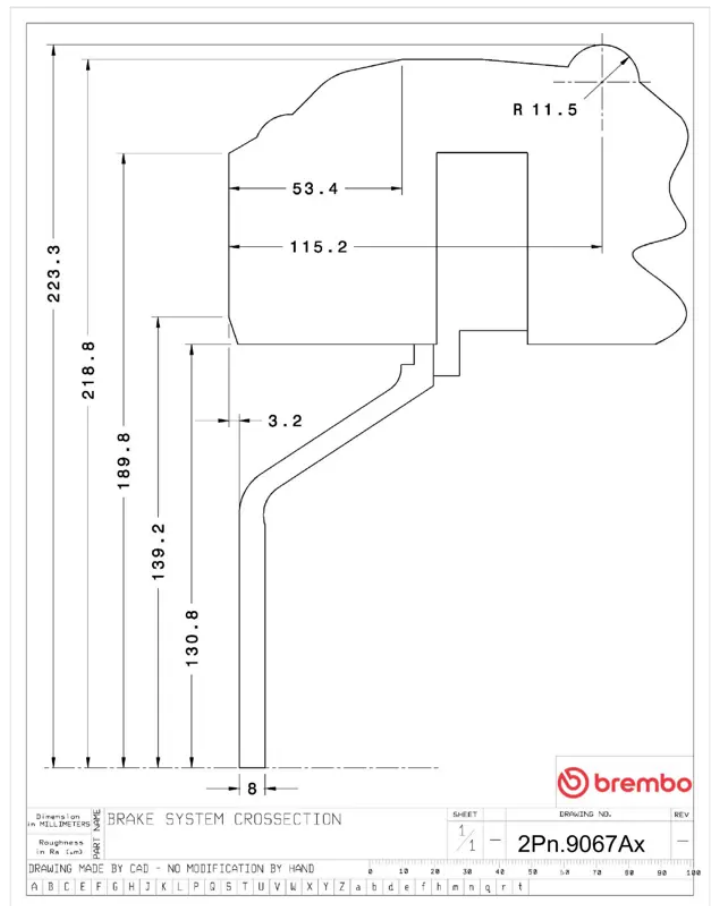 R 11.5
53.4
115.2
223.3
218.8
189.8
139.2
130.8
3.2
8
brembo
Dimension
in MILLIMETERS
Roughness
in Ra (µm)
PART NAME
BRAKE SYSTEM CROSSECTION
SHEET
1/1
-
DRAWING NO.
2Pn.9067Ax
REV
-
DRAWING MADE BY CAD - NO MODIFICATION BY HAND
0 10 20 30 40 50 60 70 80 90 100
A B C E F G H J K L P Q S T U V W X Y Z a b d e f h m n q r t